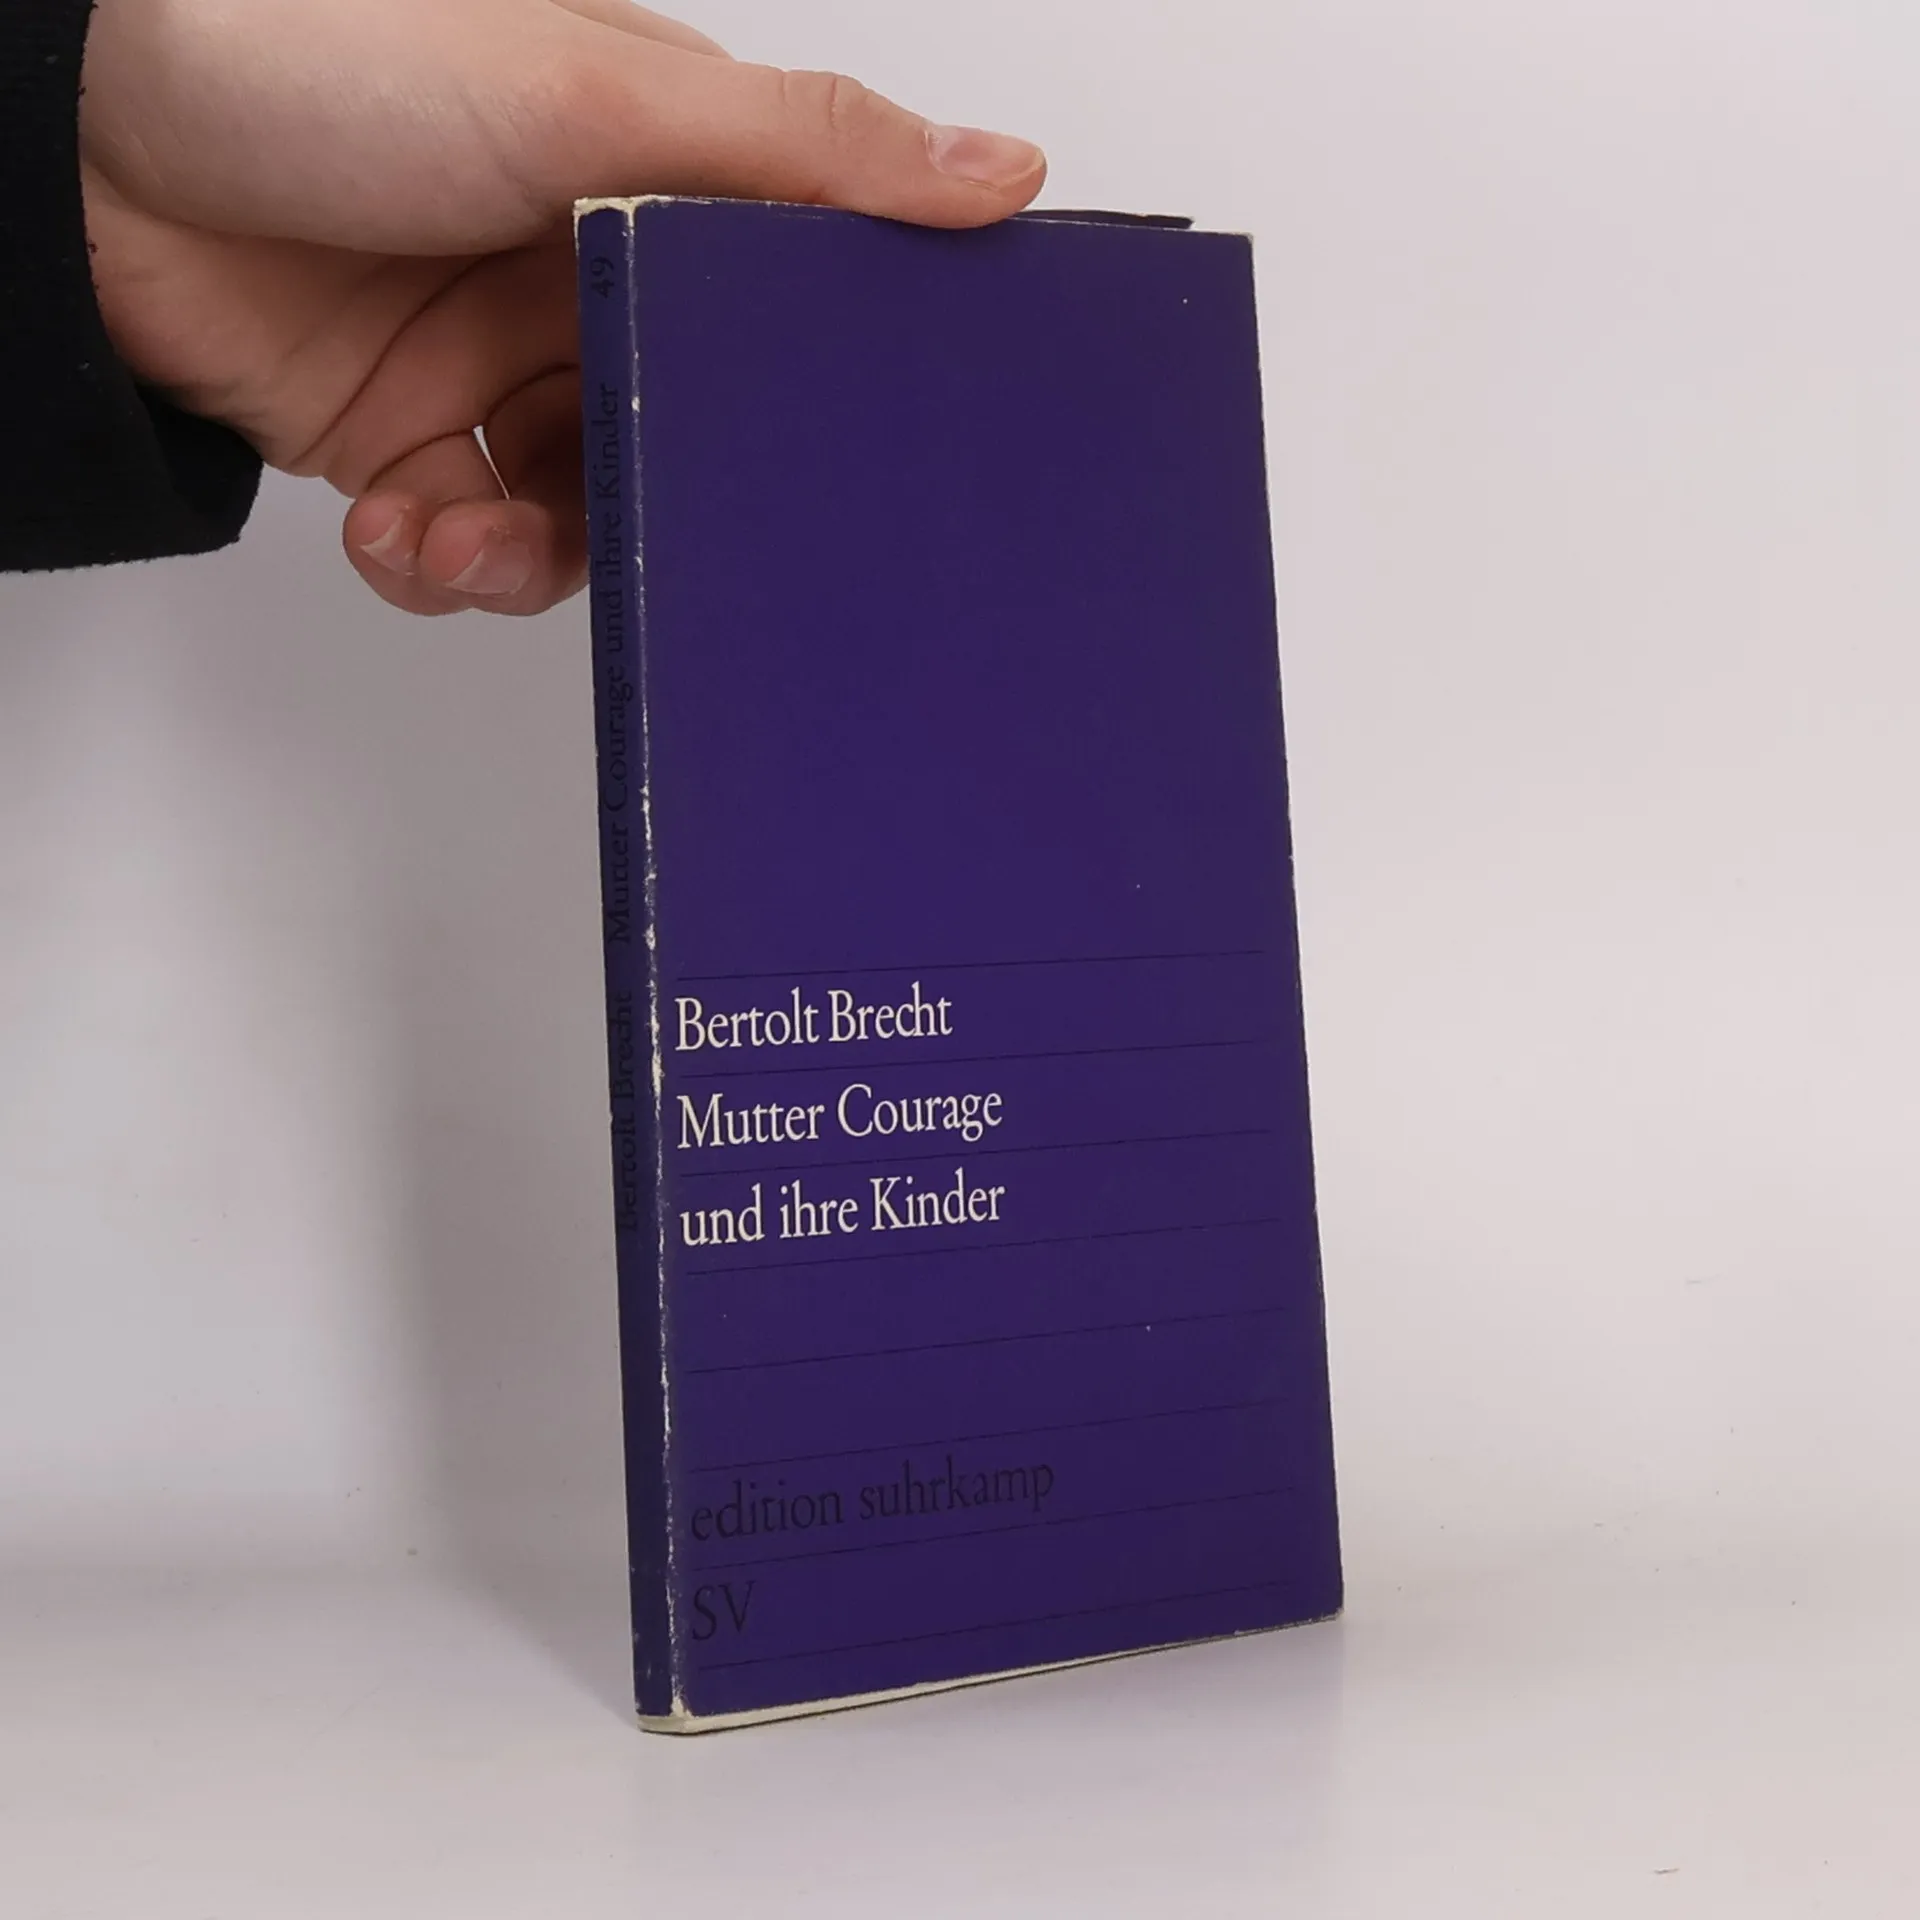 Bertolt Brecht
Mutter Courage
und ihre Kinder
edition suhrkamp
SV
Bertolt Brecht Mutter Courage und ihre Kinder 49